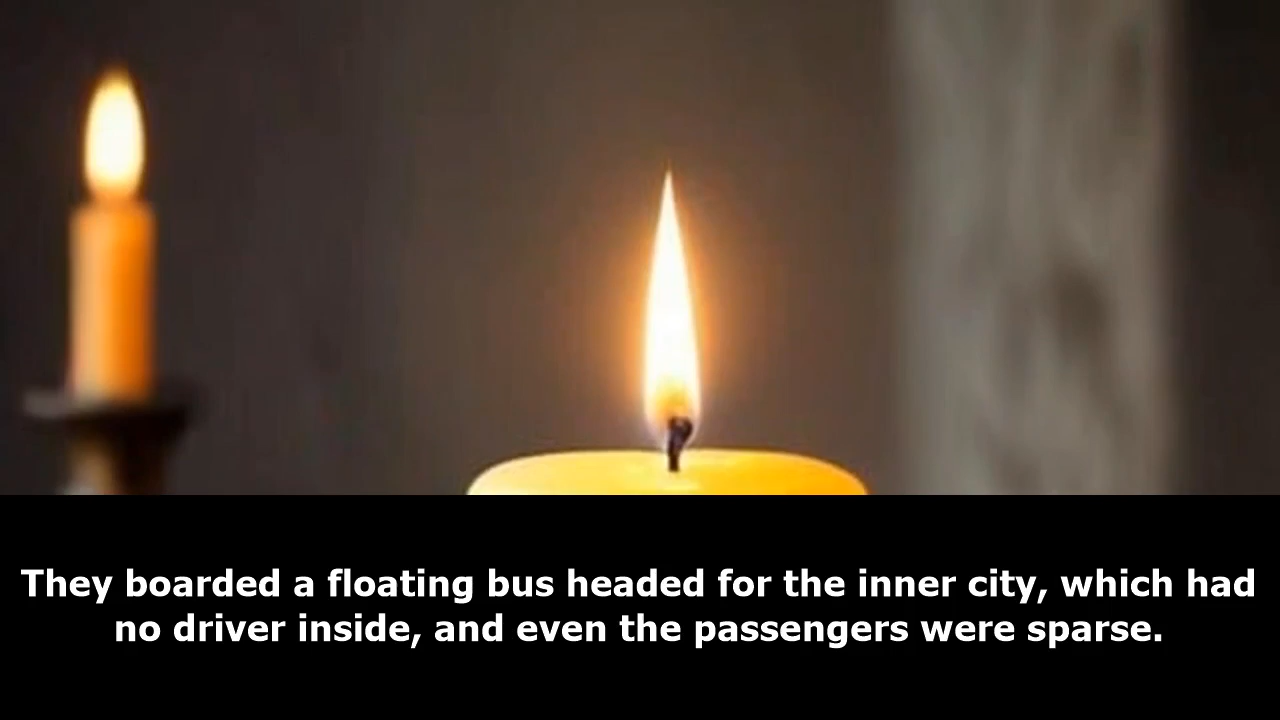 They boarded a floating bus headed for the inner city, which had
no driver inside, and even the passengers were sparse.